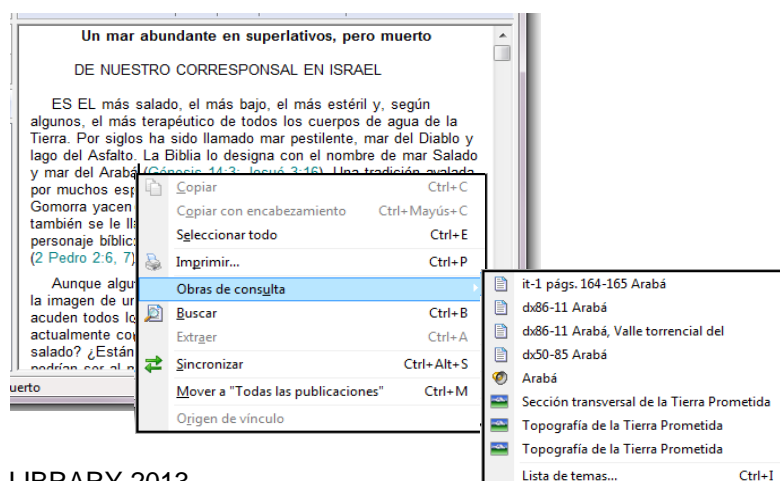 Un mar abundante en superlativos, pero muerto
DE NUESTRO CORRESPONSAL EN ISRAEL
ES EL más salado, el más bajo, el más estéril y, según
algunos, el más terapéutico de todos los cuerpos de agua de la
Tierra. Por siglos ha sido llamado mar pestilente, mar del Diablo y
lago del Asfalto. La Biblia lo designa con el nombre de mar Salado
y mar del Arabá (Génesis 14:3; Josué 3:16). Una tradición avalada
por muchos
Gomorra yacen
también se le
personaje
(2 Pedro 2:6, 7)
Aunque
la imagen de
acuden todos
actualmente
salado? ¿Están
podrían ser al
Copiar Ctrl+C
Copiar con encabezamiento Ctrl+Mayús+C
Seleccionar todo Ctrl+E
Imprimir... Ctrl+P
Obras de consulta
Buscar Ctrl+B
Extraer Ctrl+A
Sincronizar Ctrl+Alt+S
Mover a "Todas las publicaciones" Ctrl+M
Origen de vínculo
it-1 págs. 164-165 Arabá
dx86-11 Arabá
dx86-11 Arabá, Valle torrencial del
dx50-85 Arabá
Arabá
Sección transversal de la Tierra Prometida
Topografía de la Tierra Prometida
Topografía de la Tierra Prometida
Lista de temas... Ctrl+I
LIBRARY 2013